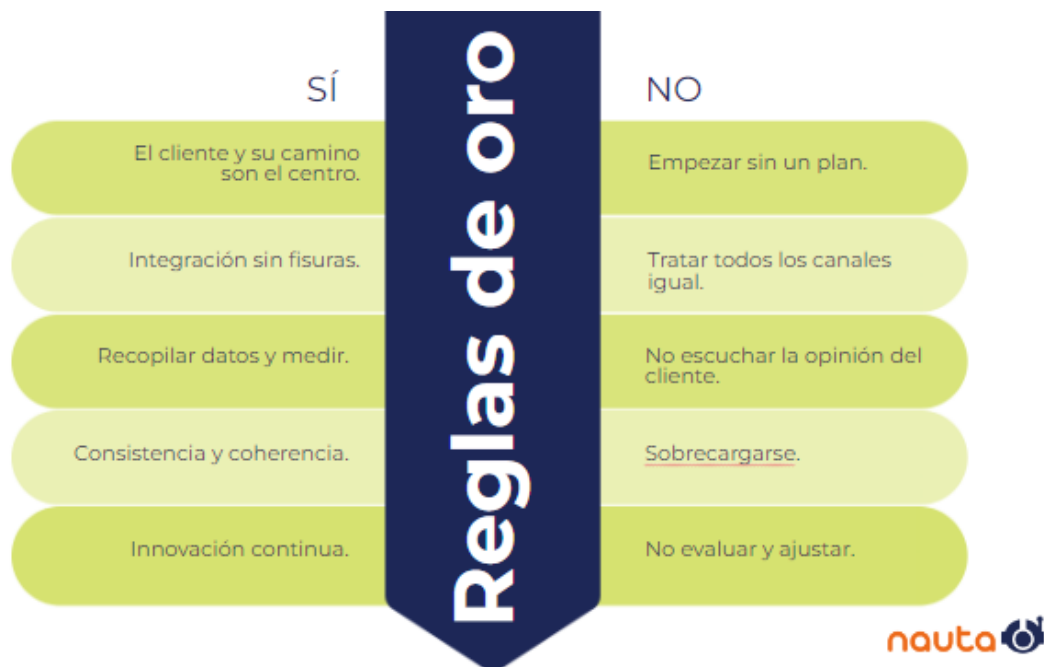 Reglas de oro
SÍ
El cliente y su camino
son el centro.
Integración sin fisuras.
Recopilar datos y medir.
Consistencia y coherencia.
Innovación continua.
NO
Empezar sin un plan.
Tratar todos los canales
igual.
No escuchar la opinión del
cliente.
Sobrecargarse.
No evaluar y ajustar.
nauta